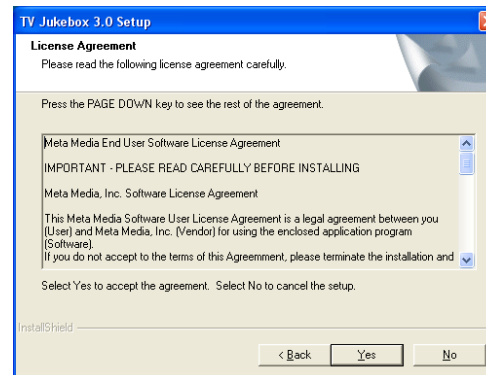 TV Jukebox 3.0 Setup
License Agreement
Please read the following license agreement carefully.
Press the PAGE DOWN key to see the rest of the agreement.
Meta Media End User Software License Agreement
IMPORTANT - PLEASE READ CAREFULLY BEFORE INSTALLING
Meta Media, Inc. Software License Agreement
This Meta Media Software User License Agreement is a legal agreement between you
(User) and Meta Media, Inc. (Vendor) for using the enclosed application program
(Software).
If you do not accept to the terms of this Agreemment, please terminate the installation and
Select Yes to accept the agreement. Select No to cancel the setup.
InstallShield
< Back Yes No